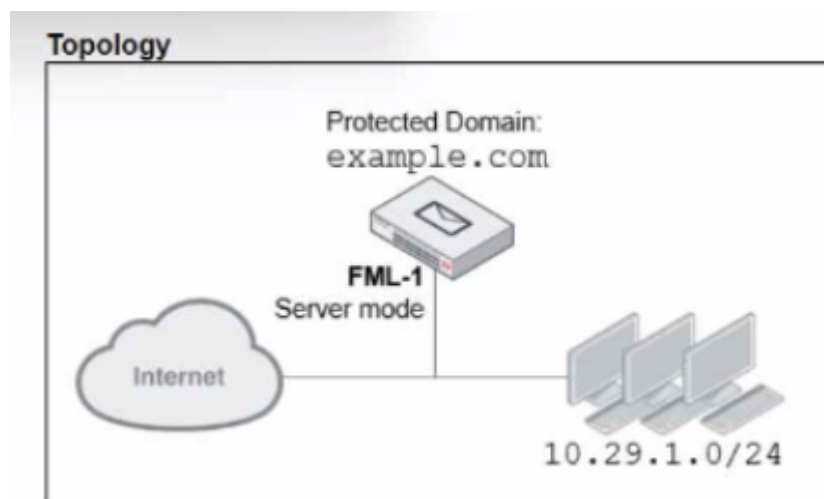 Topology
Protected Domain:
example.com
FML-1
Server mode
Internet
10.29.1.0/24